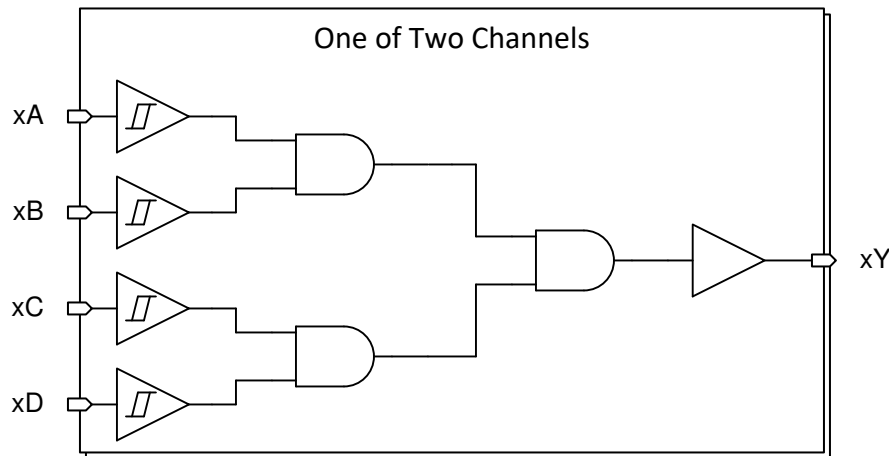 One of Two Channels
xA
xB
xC
xD
xY